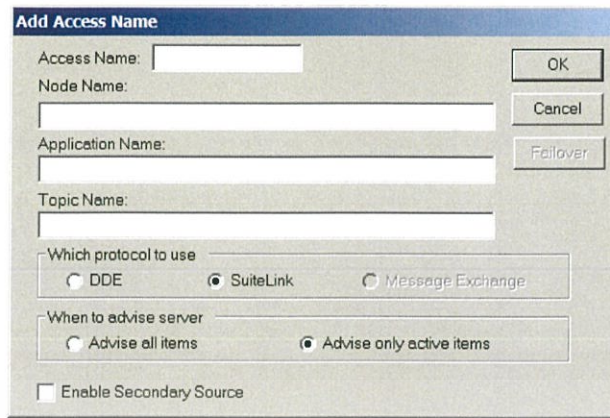 Add Access Name
Access Name:
OK
Node Name:
Cancel
Application Name:
Failover
Topic Name:
Which protocol to use
DDE SuiteLink Message Exchange
When to advise server
Advise all items Advise only active items
Enable Secondary Source